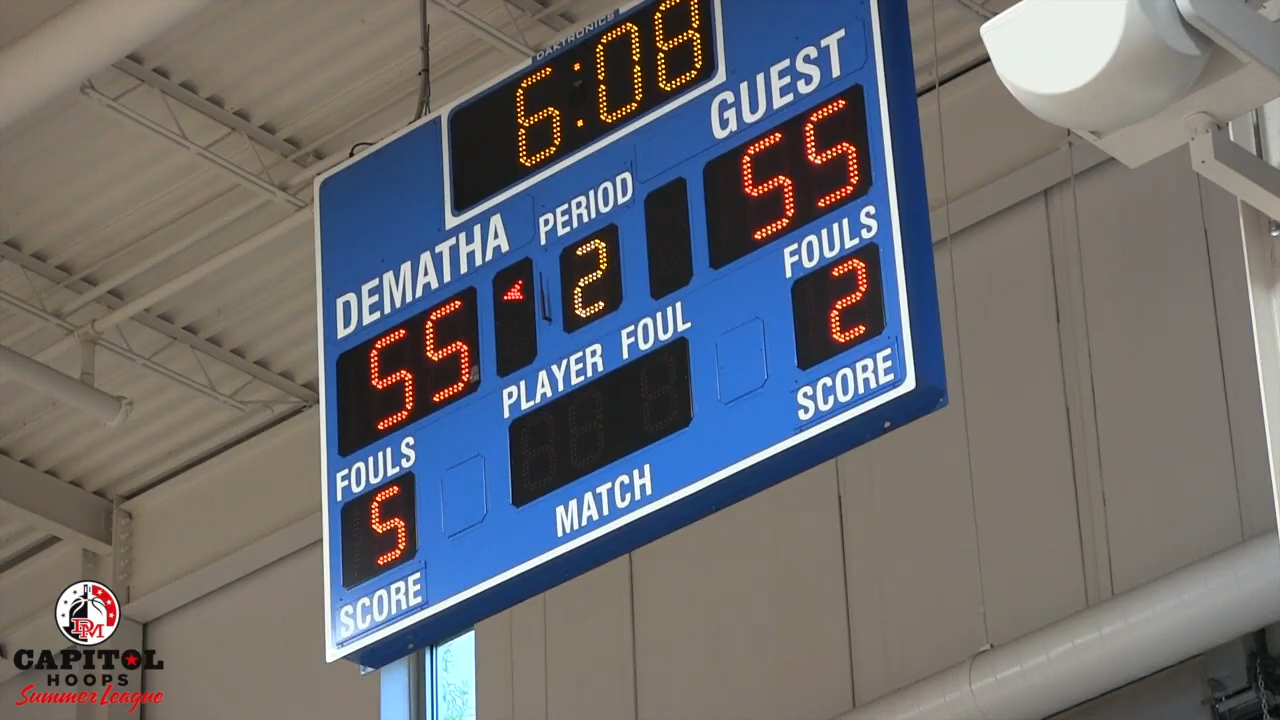 DAKTRONICS
6:08
GUEST
DEMATHA
PERIOD
55
2
55
FOULS
FOULS
5
PLAYER FOUL
2
SCORE
MATCH
SCORE
DM
CAPITOL
HOOPS
Summer League